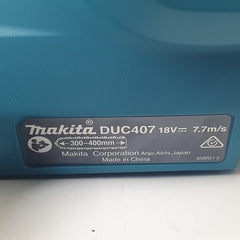 makita® DUC407 18V⎓ 7.7m/s
300-400mm
Makita Corporation Anjo, Aichi, Japan
Made in China